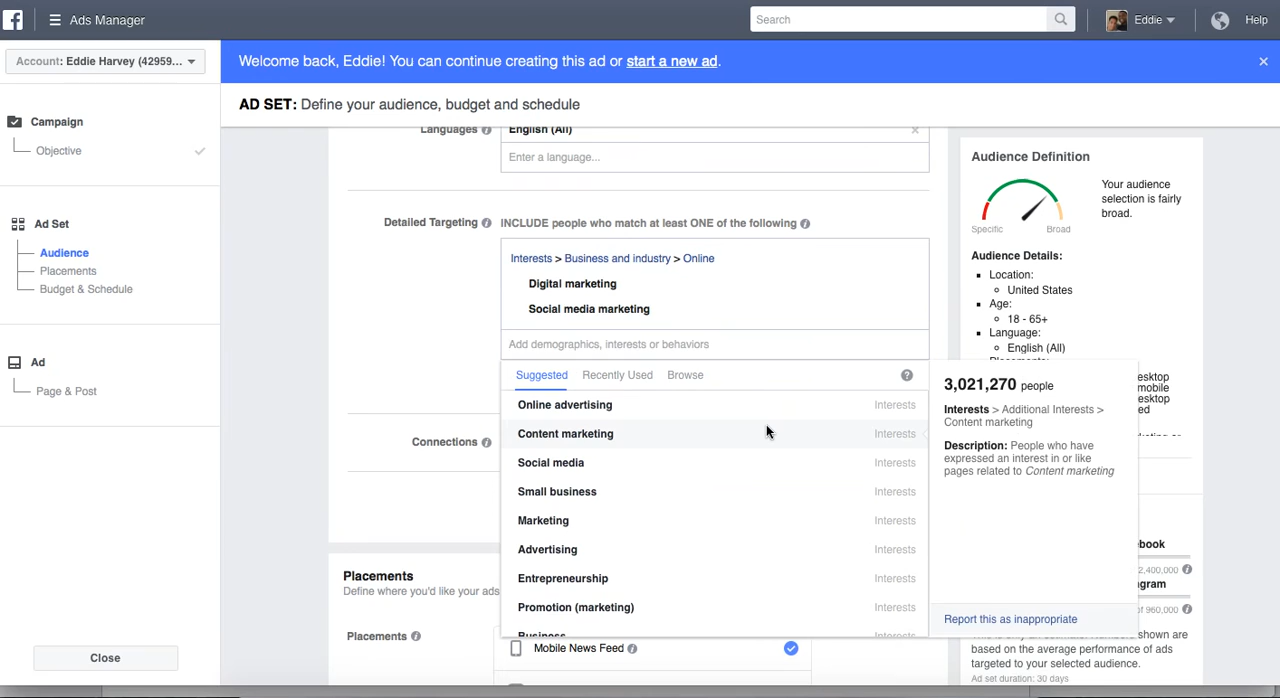 Ads Manager
Search
Eddie
Help
Account: Eddie Harvey (42959...
Welcome back, Eddie! You can continue creating this ad or start a new ad.
AD SET: Define your audience, budget and schedule
Campaign
Objective
Ad Set
Audience
Placements
Budget & Schedule
Ad
Page & Post
Close
Languages
English (All)
Enter a language...
Detailed Targeting
INCLUDE people who match at least ONE of the following
Interests > Business and industry > Online
Digital marketing
Social media marketing
Add demographics, interests or behaviors
Suggested Recently Used Browse
Online advertising Interests
Content marketing Interests
Social media Interests
Small business Interests
Marketing Interests
Advertising Interests
Entrepreneurship Interests
Promotion (marketing) Interests
Business Interests
Connections
Placements
Define where you'd like your ads
Placements
Mobile News Feed
3,021,270 people
Interests > Additional Interests >
Content marketing
Description: People who have
expressed an interest in or like
pages related to Content marketing
Report this as inappropriate
Audience Definition
Your audience
selection is fairly
broad.
Specific Broad
Audience Details:
Location:
United States
Age:
18 - 65+
Language:
English (All)
esktop
mobile
esktop
ed
book
2,400,000
gram
of 960,000
shown are
based on the average performance of ads
targeted to your selected audience.
Ad set duration: 30 days